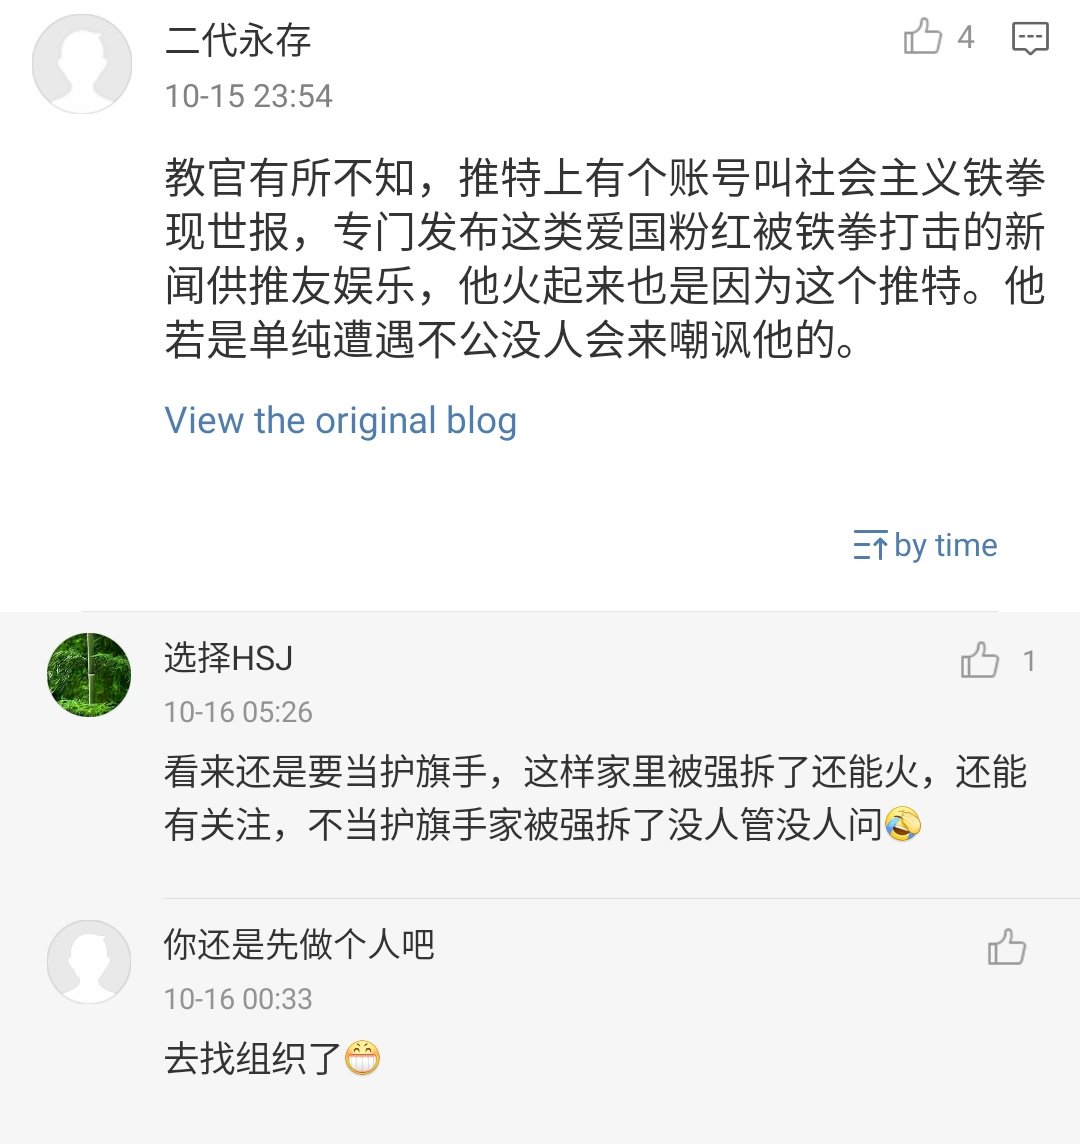 二代永存
4
10-15 23:54
教官有所不知，推特上有个账号叫社会主义铁拳
现世报，专门发布这类爱国粉红被铁拳打击的新
闻供推友娱乐，他火起来也是因为这个推特。他
若是单纯遭遇不公没人会来嘲讽他的。
View the original blog
by time
选择HSJ
1
10-16 05:26
看来还是要当护旗手，这样家里被强拆了还能火，还能
有关注，不当护旗手家被强拆了没人管没人问🤣
你还是先做个人吧
10-16 00:33
去找组织了😁